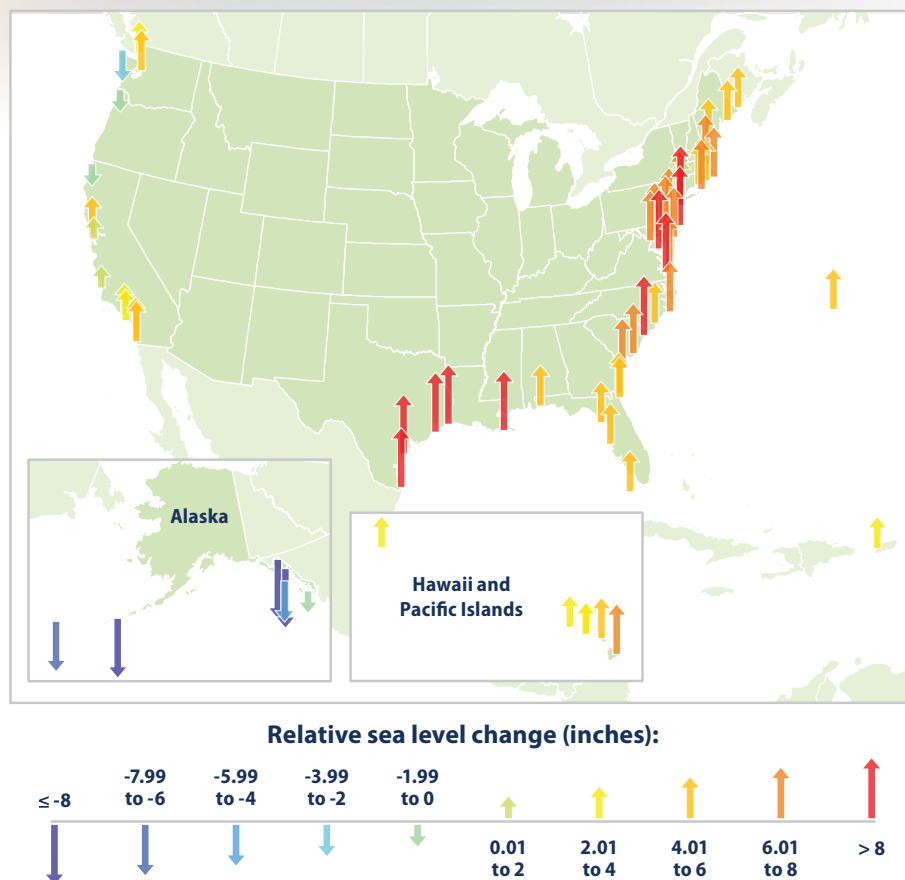 Alaska
Hawaii and
Pacific Islands
Relative sea level change (inches):
≤ -8
-7.99
to -6
-5.99
to -4
-3.99
to -2
-1.99
to 0
0.01
to 2
2.01
to 4
4.01
to 6
6.01
to 8
> 8